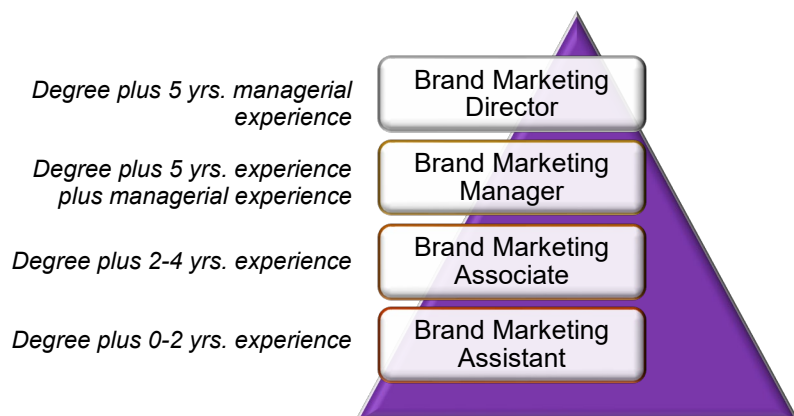 Degree plus 5 yrs. managerial
experience
Brand Marketing
Director
Degree plus 5 yrs. experience
plus managerial experience
Brand Marketing
Manager
Degree plus 2-4 yrs. experience
Brand Marketing
Associate
Degree plus 0-2 yrs. experience
Brand Marketing
Assistant